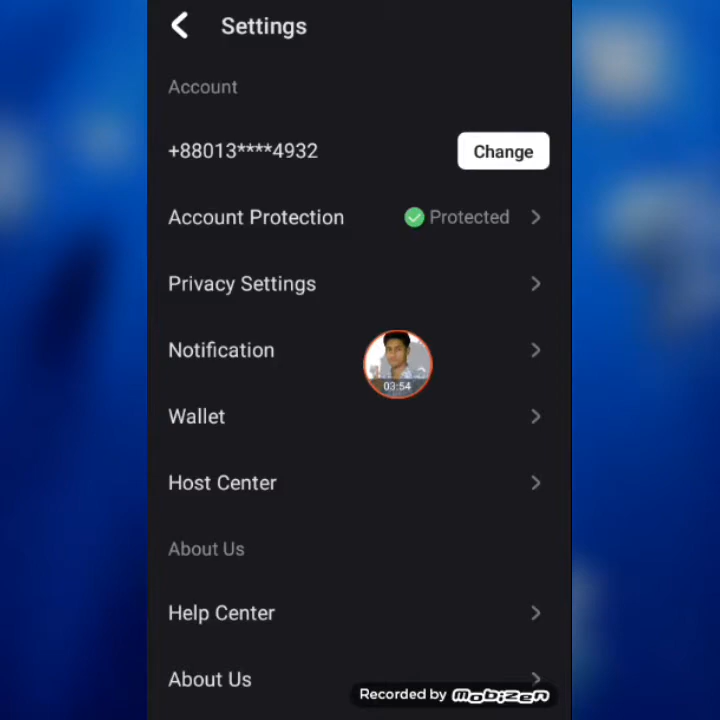 Settings
Account
+88013****4932
Change
Account Protection
Protected
Privacy Settings
Notification
03:54
Wallet
Host Center
About Us
Help Center
About Us
Recorded by Mobizen